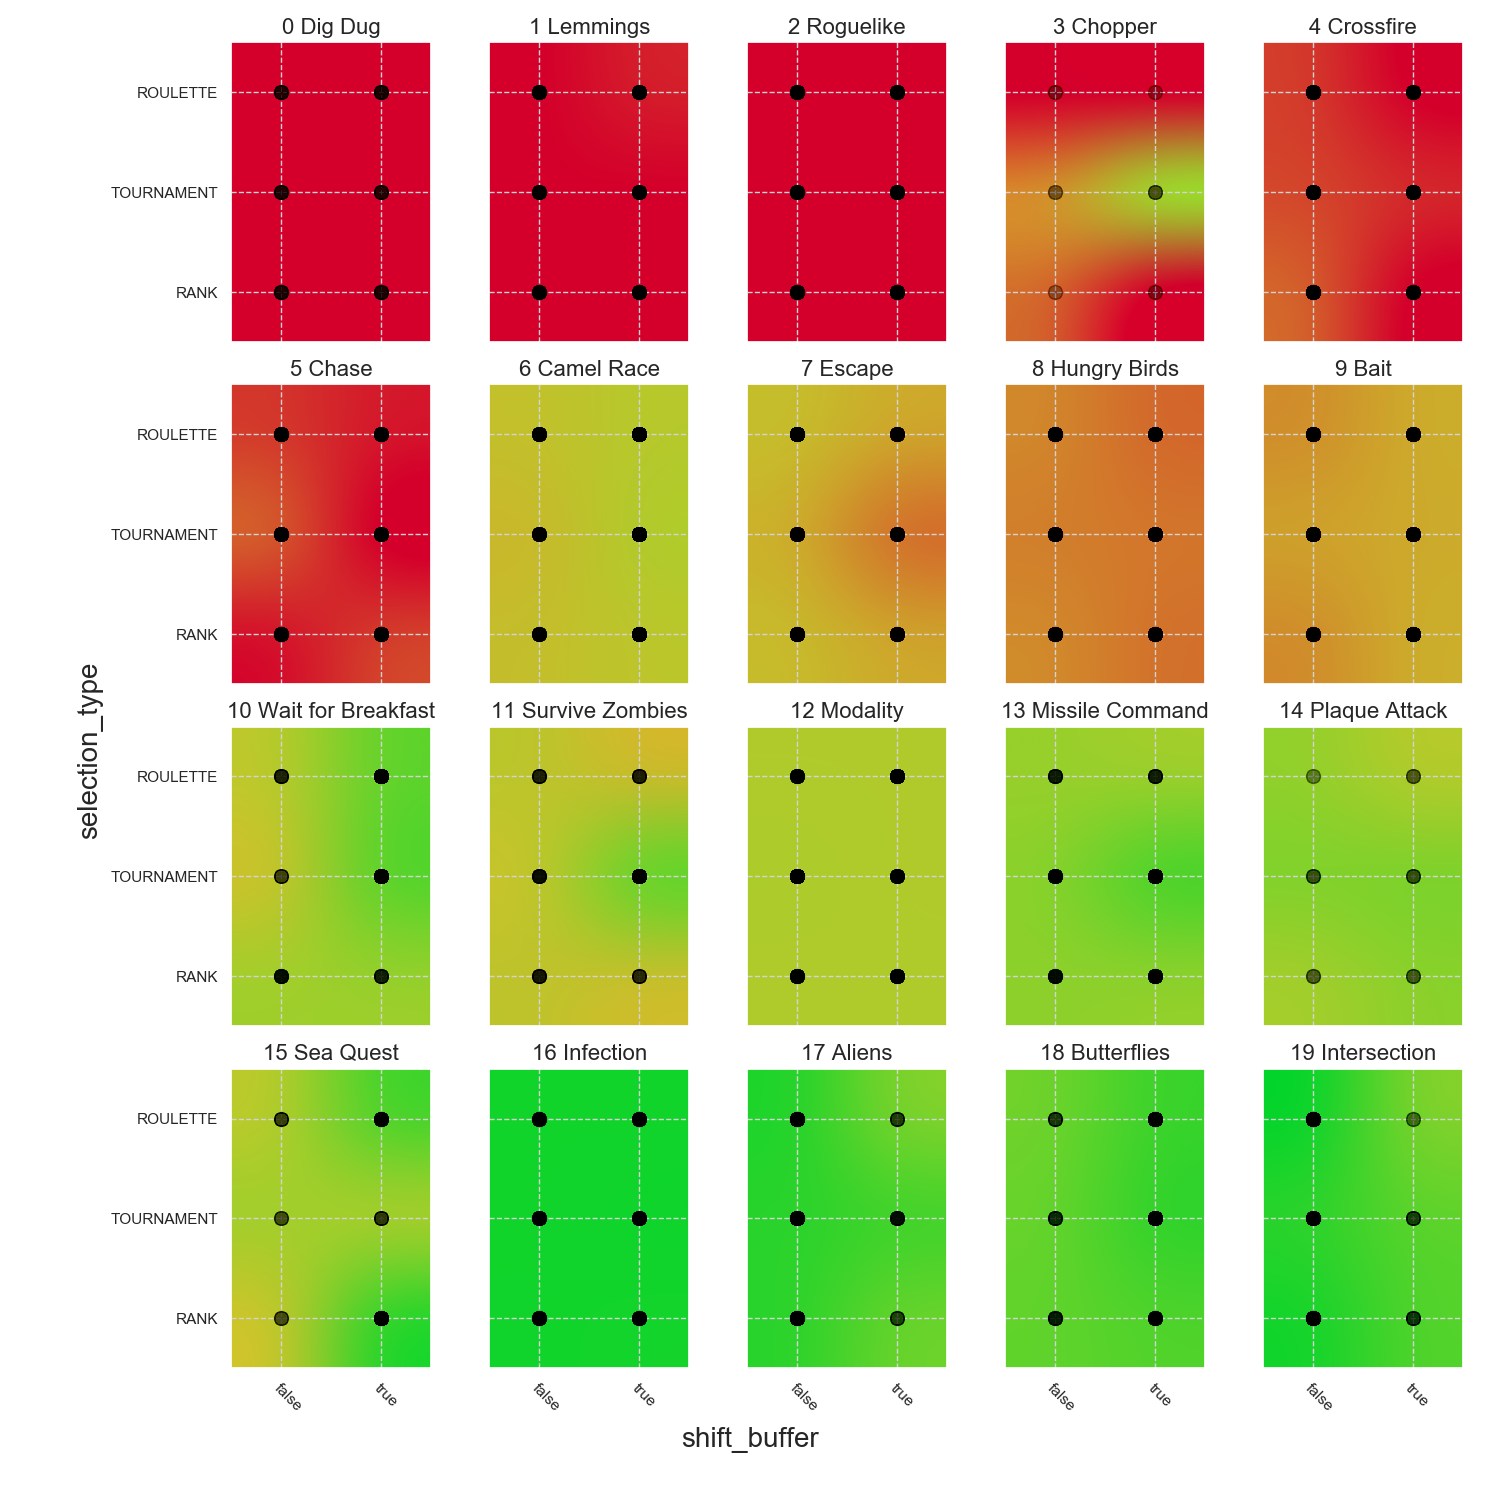 0 Dig Dug
1 Lemmings
2 Roguelike
3 Chopper
4 Crossfire
ROULETTE
TOURNAMENT
RANK
5 Chase
6 Camel Race
7 Escape
8 Hungry Birds
9 Bait
ROULETTE
TOURNAMENT
RANK
selection_type
10 Wait for Breakfast
11 Survive Zombies
12 Modality
13 Missile Command
14 Plaque Attack
ROULETTE
TOURNAMENT
RANK
15 Sea Quest
16 Infection
17 Aliens
18 Butterflies
19 Intersection
ROULETTE
TOURNAMENT
RANK
false
true
false
true
false
true
false
true
false
true
shift_buffer